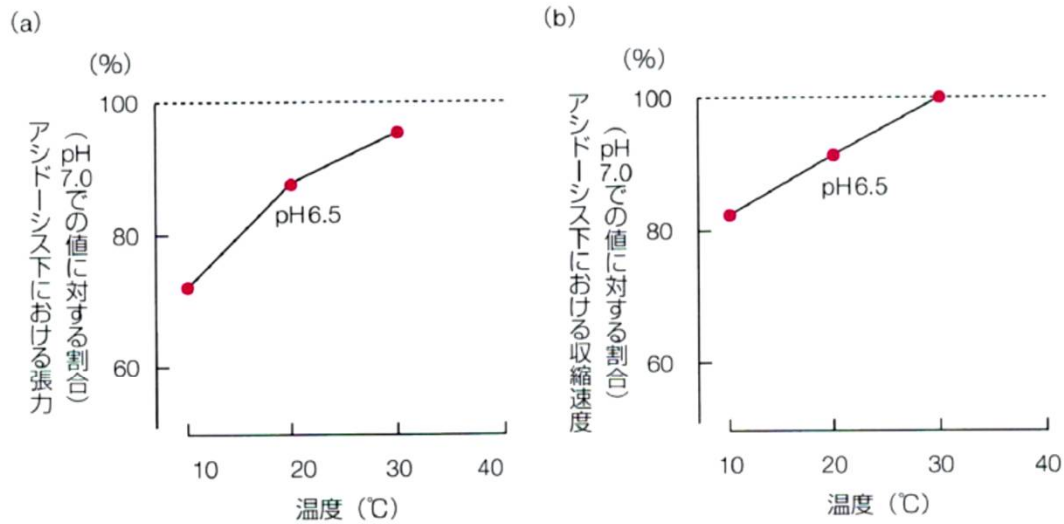 (a)
(%)
100
80
60
アシドーシス下における張力
(pH7.0での値に対する割合)
pH6.5
10 20 30 40
温度 (℃)
(b)
(%)
100
80
60
アシドーシス下における収縮速度
(pH7.0での値に対する割合)
pH6.5
10 20 30 40
温度 (℃)